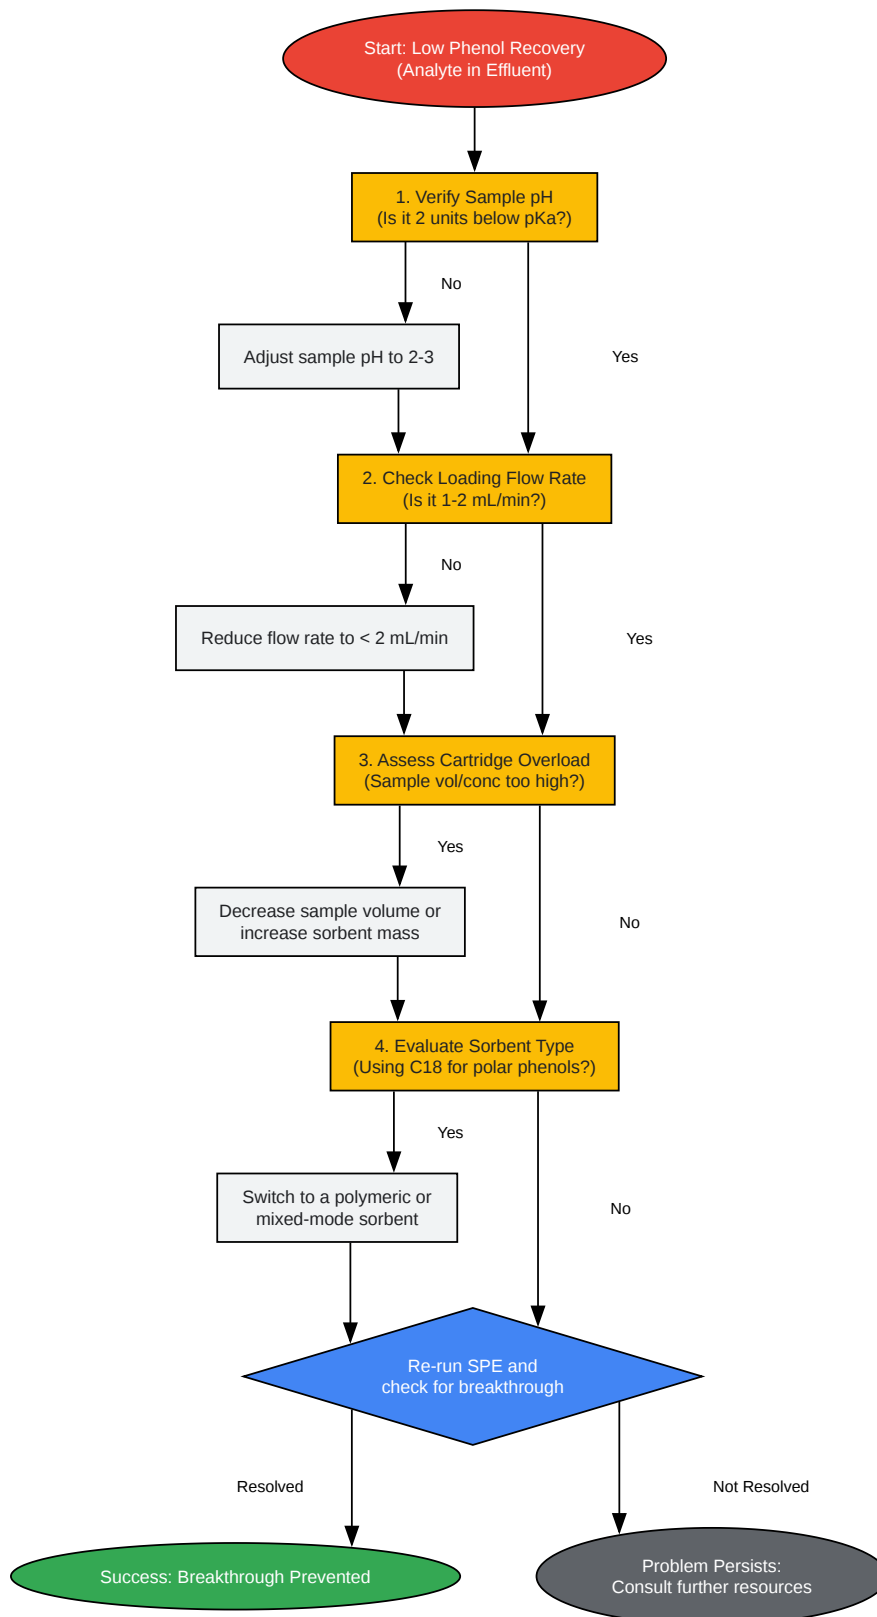 Start: Low Phenol Recovery
(Analyte in Effluent)
1. Verify Sample pH
(Is it 2 units below pKa?)
No
Adjust sample pH to 2-3
Yes
2. Check Loading Flow Rate
(Is it 1-2 mL/min?)
No
Reduce flow rate to < 2 mL/min
Yes
3. Assess Cartridge Overload
(Sample vol/conc too high?)
Yes
Decrease sample volume or
increase sorbent mass
No
4. Evaluate Sorbent Type
(Using C18 for polar phenols?)
Yes
Switch to a polymeric or
mixed-mode sorbent
No
Re-run SPE and
check for breakthrough
Resolved
Not Resolved
Success: Breakthrough Prevented
Problem Persists:
Consult further resources